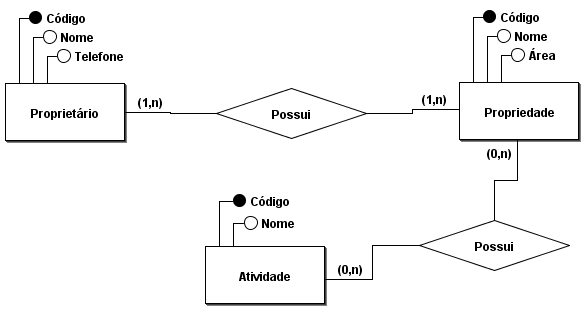 Código
Nome
Telefone
Proprietário
(1,n)
Possui
(1,n)
Código
Nome
Área
Propriedade
(0,n)
Possui
Código
Nome
Atividade
(0,n)